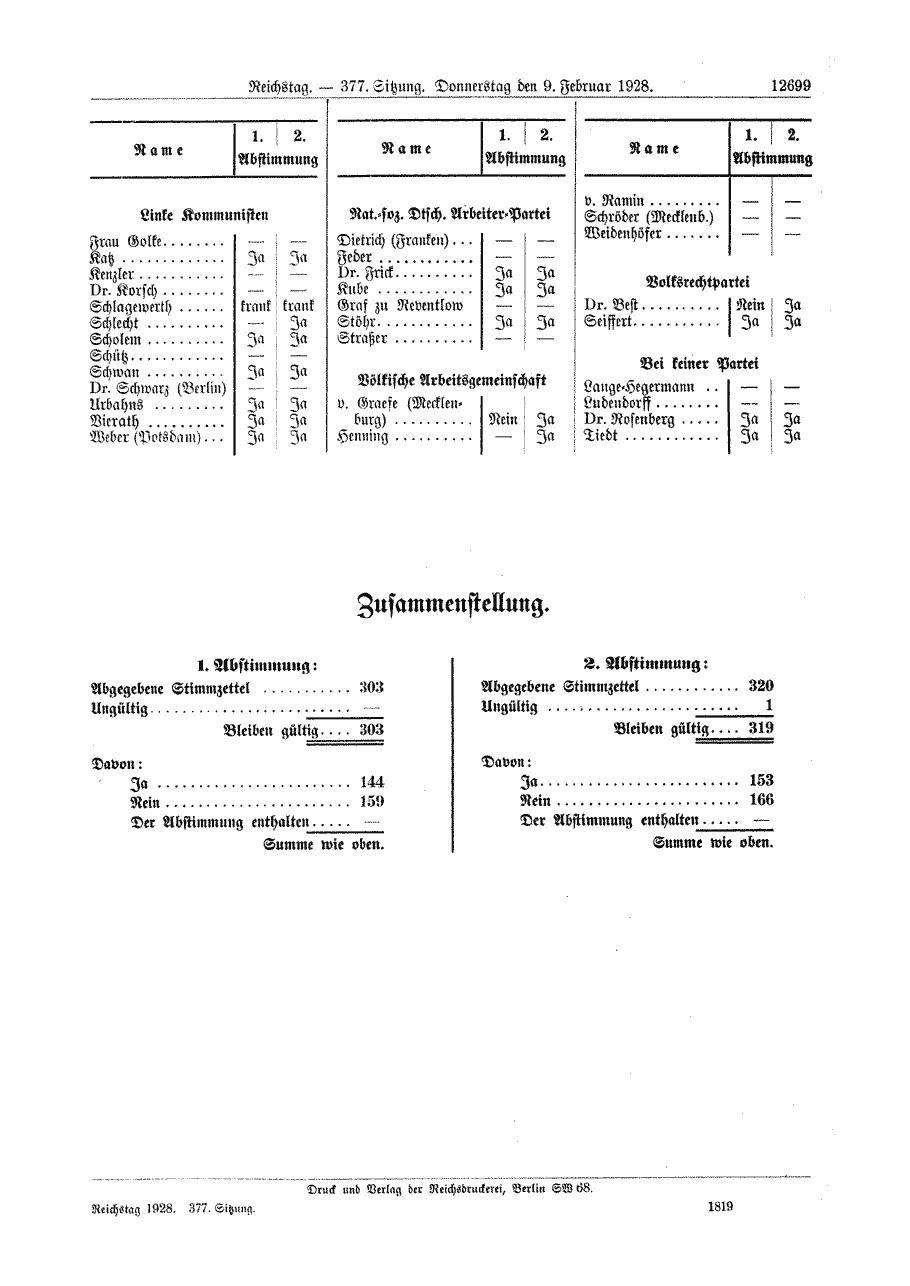 Reichstag. — 377. Sitzung. Donnerstag den 9. Februar 1928. 12699
Name 1. 2.
Abstimmung
Linke Kommunisten
Frau Golke........ — —
Katz ............. Ja Ja
Kenzler ........... — —
Dr. Korsch ........ — —
Schlagewerth ...... krank krank
Schlecht .......... — Ja
Scholem .......... Ja Ja
Schütz............ — —
Schwan .......... Ja Ja
Dr. Schwarz (Berlin) — —
Urbahns ......... Ja Ja
Vierath .......... Ja Ja
Weber (Potsdam)... Ja Ja
Name 1. 2.
Abstimmung
Nat.-soz. Dtsch. Arbeiter-Partei
Dietrich (Franken)... — —
Feder ............ — —
Dr. Frick.......... Ja Ja
Kube ............ Ja Ja
Graf zu Reventlow — —
Stöhr............ Ja Ja
Straßer .......... — —
Völkische Arbeitsgemeinschaft
v. Graefe (Mecklen-
burg) .......... Nein Ja
Henning .......... — Ja
Name 1. 2.
Abstimmung
v. Ramin ......... — —
Schröder (Mecklenb.) — —
Weidenhöfer ....... — —
Volksrechtpartei
Dr. Best.......... Nein Ja
Seiffert........... Ja Ja
Bei keiner Partei
Lange-Hegermann .. — —
Ludendorff ........ — —
Dr. Rosenberg ..... Ja Ja
Tiedt ............ Ja Ja
Zusammenstellung.
1. Abstimmung:
Abgegebene Stimmzettel ........... 303
Ungültig......................... —
Bleiben gültig.... 303
Davon:
Ja ........................ 144
Nein ....................... 159
Der Abstimmung enthalten..... —
Summe wie oben.
2. Abstimmung:
Abgegebene Stimmzettel ............ 320
Ungültig ........................ 1
Bleiben gültig.... 319
Davon:
Ja......................... 153
Nein ....................... 166
Der Abstimmung enthalten..... —
Summe wie oben.
Druck und Verlag der Reichsdruckerei, Berlin SW 68.
Reichstag 1928. 377. Sitzung. 1819